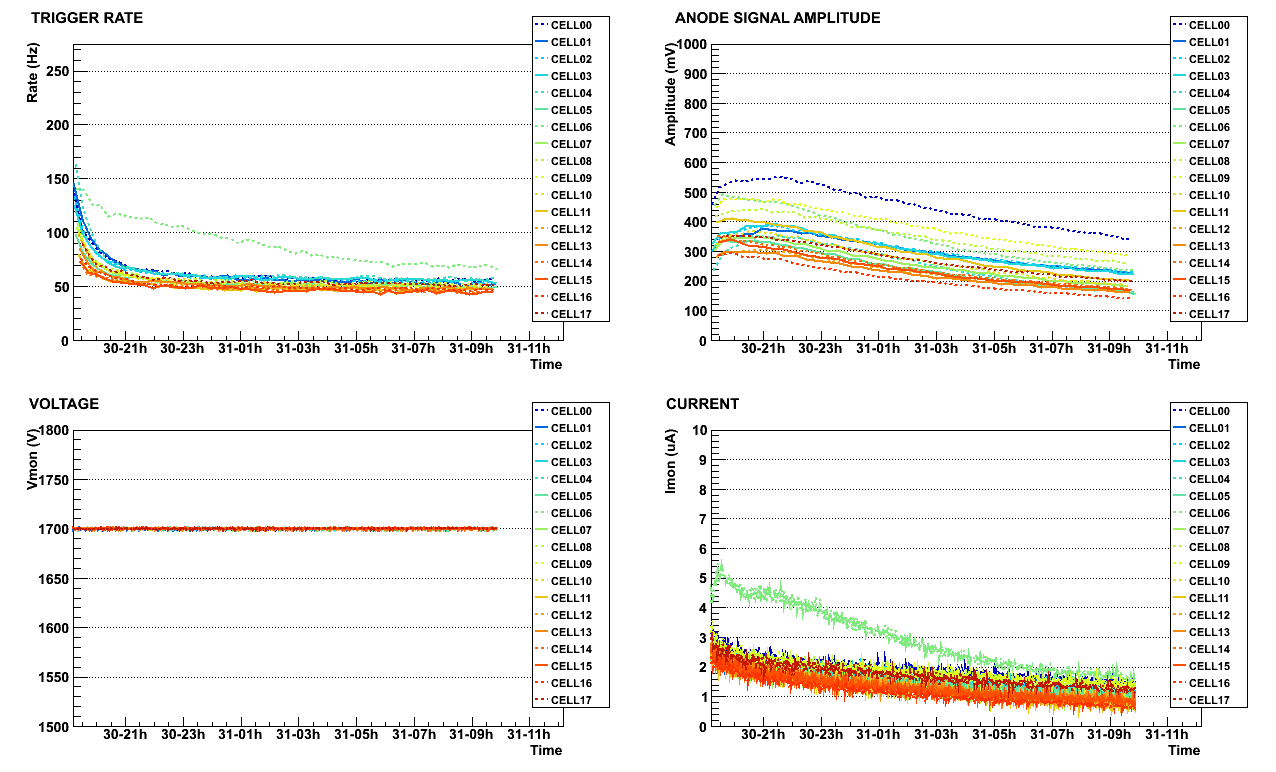 TRIGGER RATE
Rate (Hz)
250
200
150
100
50
0
30-21h 30-23h 31-01h 31-03h 31-05h 31-07h 31-09h 31-11h
Time
CELL00
CELL01
CELL02
CELL03
CELL04
CELL05
CELL06
CELL07
CELL08
CELL09
CELL10
CELL11
CELL12
CELL13
CELL14
CELL15
CELL16
CELL17
ANODE SIGNAL AMPLITUDE
Amplitude (mV)
1000
900
800
700
600
500
400
300
200
100
0
30-21h 30-23h 31-01h 31-03h 31-05h 31-07h 31-09h 31-11h
Time
CELL00
CELL01
CELL02
CELL03
CELL04
CELL05
CELL06
CELL07
CELL08
CELL09
CELL10
CELL11
CELL12
CELL13
CELL14
CELL15
CELL16
CELL17
VOLTAGE
Vmon (V)
1800
1750
1700
1650
1600
1550
1500
30-21h 30-23h 31-01h 31-03h 31-05h 31-07h 31-09h 31-11h
Time
CELL00
CELL01
CELL02
CELL03
CELL04
CELL05
CELL06
CELL07
CELL08
CELL09
CELL10
CELL11
CELL12
CELL13
CELL14
CELL15
CELL16
CELL17
CURRENT
Imon (uA)
10
9
8
7
6
5
4
3
2
1
0
30-21h 30-23h 31-01h 31-03h 31-05h 31-07h 31-09h 31-11h
Time
CELL00
CELL01
CELL02
CELL03
CELL04
CELL05
CELL06
CELL07
CELL08
CELL09
CELL10
CELL11
CELL12
CELL13
CELL14
CELL15
CELL16
CELL17